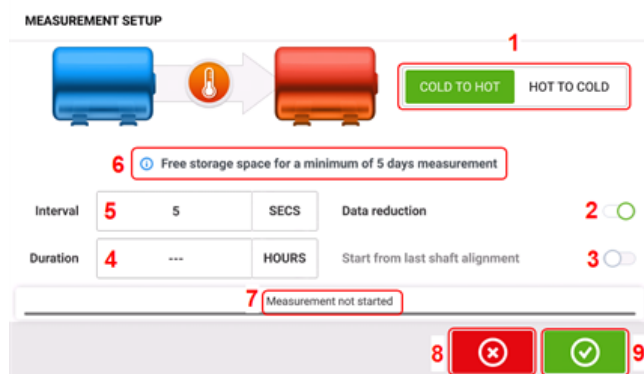 MEASUREMENT SETUP
1
COLD TO HOT HOT TO COLD
6 Free storage space for a minimum of 5 days measurement
Interval 5 5 SECS Data reduction 2
Duration 4 --- HOURS Start from last shaft alignment 3
7 Measurement not started
8 9